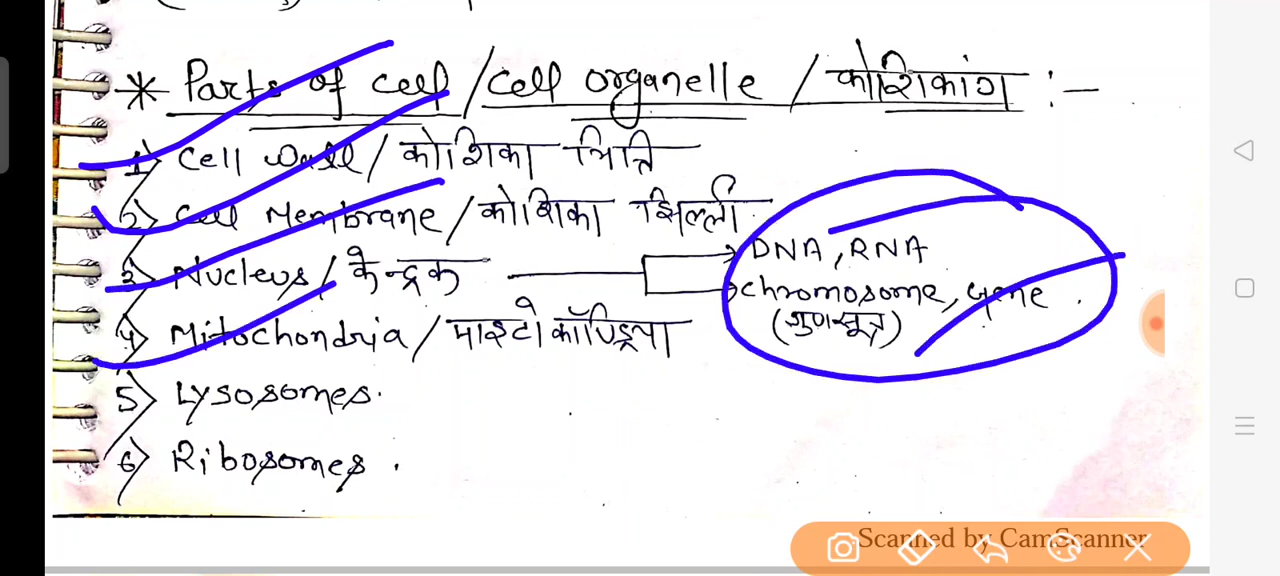 * Parts of cell / cell organelle / कोशिकांग :-
1) Cell Wall / कोशिका भित्ति
2) Cell Membrane / कोशिका झिल्ली
3) Nucleus / केन्द्रक
DNA, RNA
chromosome, gene.
(गुणसूत्र)
4) Mitochondria / माइटोकॉण्ड्रिया
5) Lysosomes.
6) Ribosomes.
Scanned by CamScanner